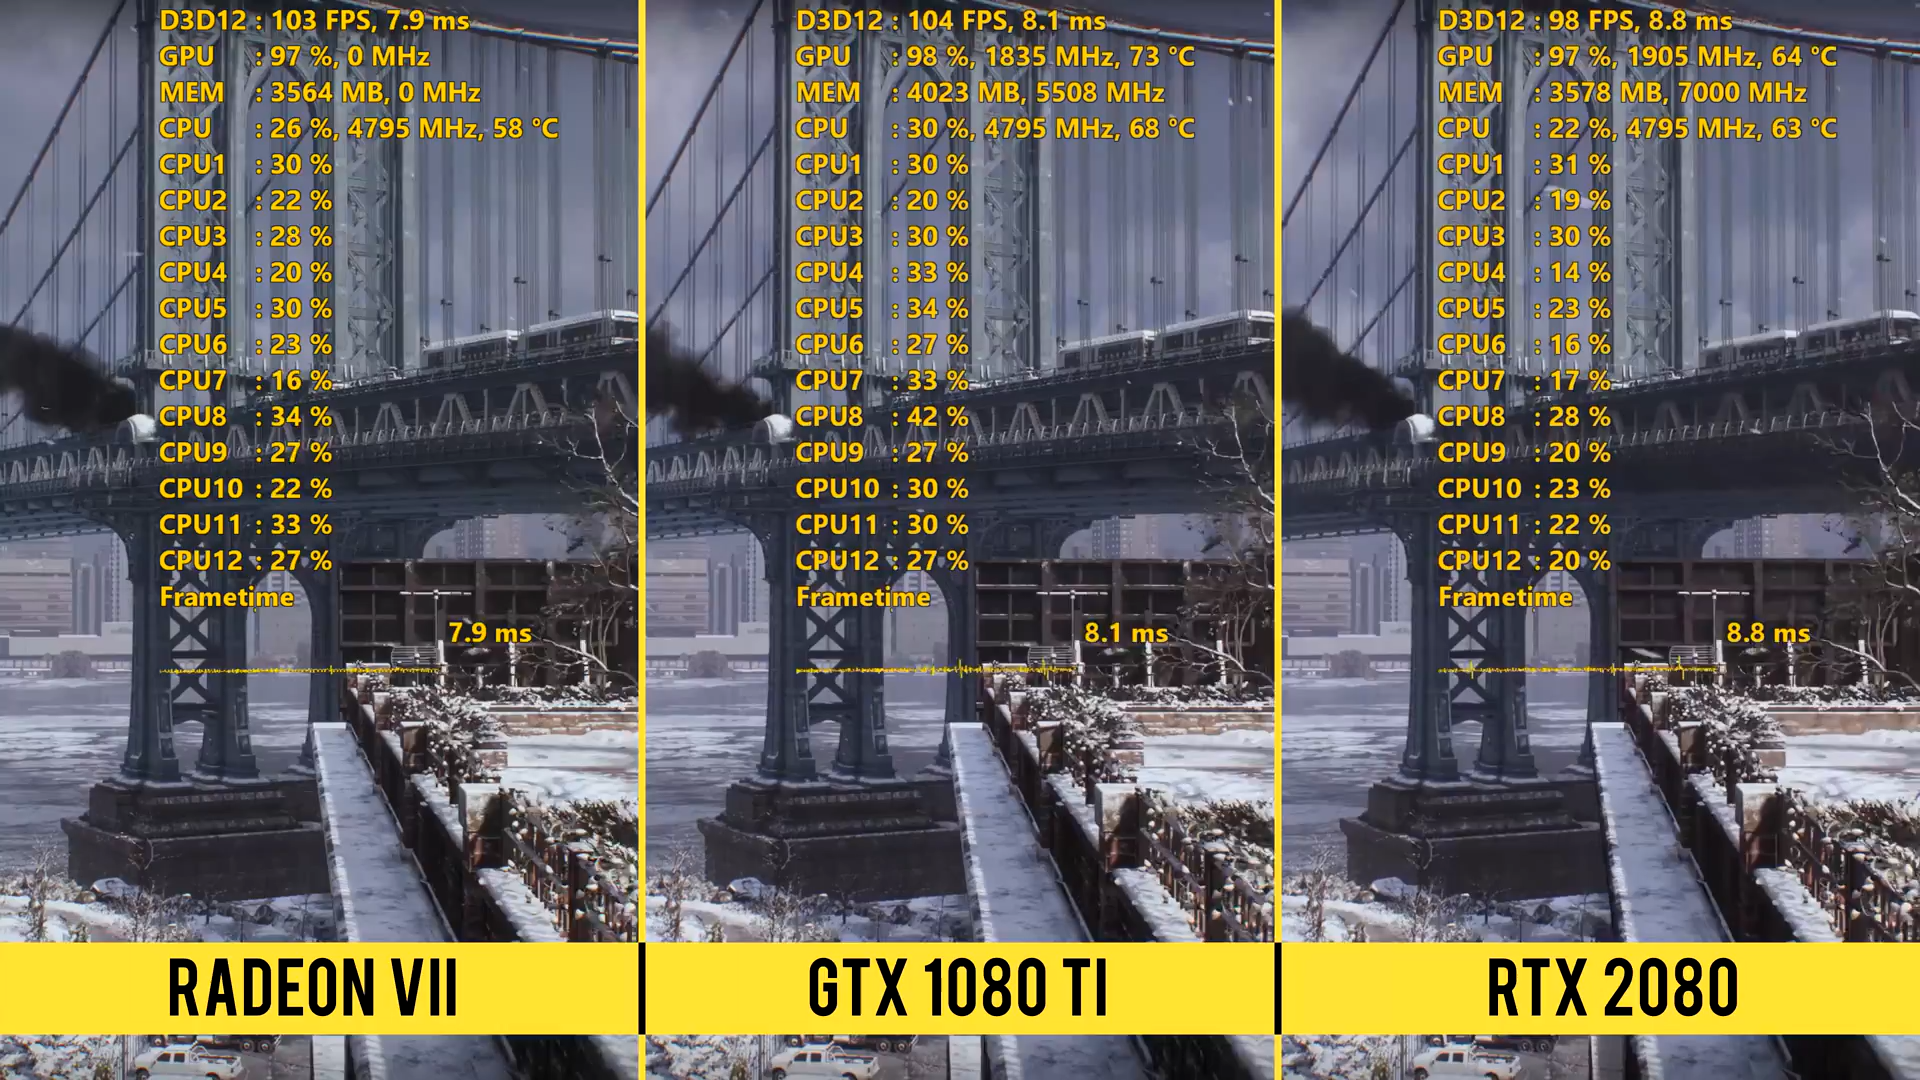 D3D12 : 103 FPS, 7.9 ms
GPU : 97 %, 0 MHz
MEM : 3564 MB, 0 MHz
CPU : 26 %, 4795 MHz, 58 °C
CPU1 : 30 %
CPU2 : 22 %
CPU3 : 28 %
CPU4 : 20 %
CPU5 : 30 %
CPU6 : 23 %
CPU7 : 16 %
CPU8 : 34 %
CPU9 : 27 %
CPU10 : 22 %
CPU11 : 33 %
CPU12 : 27 %
Frametime
7.9 ms
RADEON VII
D3D12 : 104 FPS, 8.1 ms
GPU : 98 %, 1835 MHz, 73 °C
MEM : 4023 MB, 5508 MHz
CPU : 30 %, 4795 MHz, 68 °C
CPU1 : 30 %
CPU2 : 20 %
CPU3 : 30 %
CPU4 : 33 %
CPU5 : 34 %
CPU6 : 27 %
CPU7 : 33 %
CPU8 : 42 %
CPU9 : 27 %
CPU10 : 30 %
CPU11 : 30 %
CPU12 : 27 %
Frametime
8.1 ms
GTX 1080 TI
D3D12 : 98 FPS, 8.8 ms
GPU : 97 %, 1905 MHz, 64 °C
MEM : 3578 MB, 7000 MHz
CPU : 22 %, 4795 MHz, 63 °C
CPU1 : 31 %
CPU2 : 19 %
CPU3 : 30 %
CPU4 : 14 %
CPU5 : 23 %
CPU6 : 16 %
CPU7 : 17 %
CPU8 : 28 %
CPU9 : 20 %
CPU10 : 23 %
CPU11 : 22 %
CPU12 : 20 %
Frametime
8.8 ms
RTX 2080